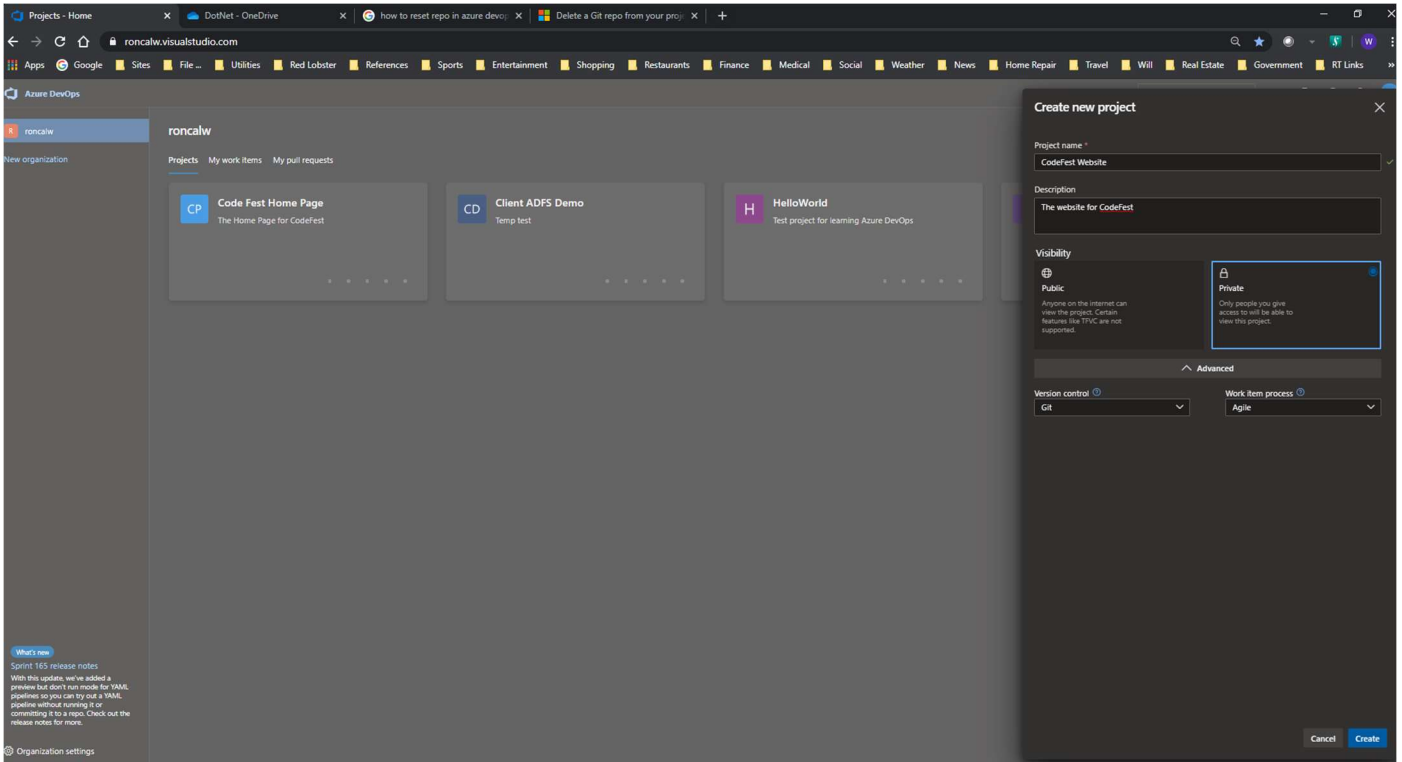 Projects - Home
DotNet - OneDrive
how to reset repo in azure devop
Delete a Git repo from your proje
roncalw.visualstudio.com
W
Apps Google Sites File ... Utilities Red Lobster References Sports Entertainment Shopping Restaurants Finance Medical Social Weather News Home Repair Travel Will Real Estate Government RT Links »
Azure DevOps
R roncalw
New organization
roncalw
Projects My work items My pull requests
CP Code Fest Home Page
The Home Page for CodeFest
CD Client ADFS Demo
Temp test
H HelloWorld
Test project for learning Azure DevOps
Create new project
Project name *
CodeFest Website
Description
The website for CodeFest
Visibility
Public
Anyone on the internet can
view the project. Certain
features like TFVC are not
supported.
Private
Only people you give
access to will be able to
view this project.
Advanced
Version control
Git
Work item process
Agile
What's new
Sprint 165 release notes
With this update, we've added a
preview but don't run mode for YAML
pipelines so you can try out a YAML
pipeline without running it or
committing it to a repo. Check out the
release notes for more.
Organization settings
Cancel Create